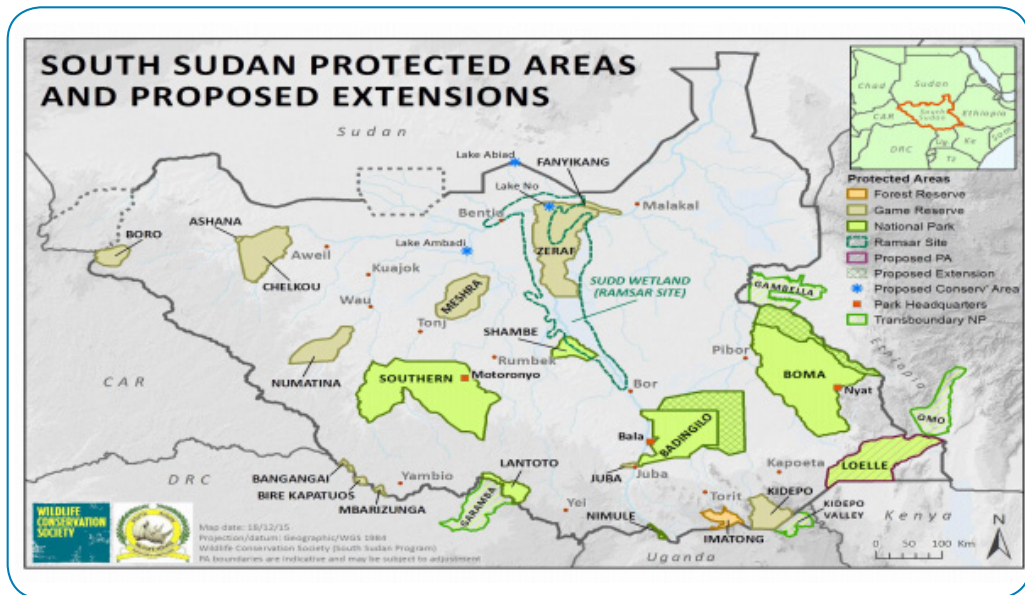 SOUTH SUDAN PROTECTED AREAS
AND PROPOSED EXTENSIONS
Chad
Sudan
CAR
South
Sudan
Ethiopia
DRC
Ug.
Ke
Som
Tz
Sudan
Lake Abiad
FANYIKANG
Lake No
Malakal
Bentiu
ZERAF
ASHANA
BORO
Aweil
Lake Ambadi
CHELKOU
Kuajok
MESHRA
Wau
SUDD WETLAND
(RAMSAR SITE)
Tonj
SHAMBE
Rumbek
NUMATINA
SOUTHERN
Motoronyo
CAR
Protected Areas
Forest Reserve
Game Reserve
National Park
Ramsar Site
Proposed PA
Proposed Extension
Proposed Conserv' Area
Park Headquarters
Transboundary NP
GAMBELLA
Ethiopia
Pibor
BOMA
Nyat
Bor
OMO
Bala
BADINGILO
LOELLE
JUBA
Juba
Kapoeta
KIDEPO
Torit
KIDEPO
VALLEY
Kenya
IMATONG
NIMULE
Uganda
Yei
LANTOTO
GARAMBA
Yambio
BANGANGAI
BIRE KAPATUOS
MBARIZUNGA
DRC
WILDLIFE
CONSERVATION
SOCIETY
Map date: 18/12/15
Projection/datum: Geographic/WGS 1984
Wildlife Conservation Society (South Sudan Program)
PA boundaries are indicative and may be subject to adjustment
N
0 50 100 Km